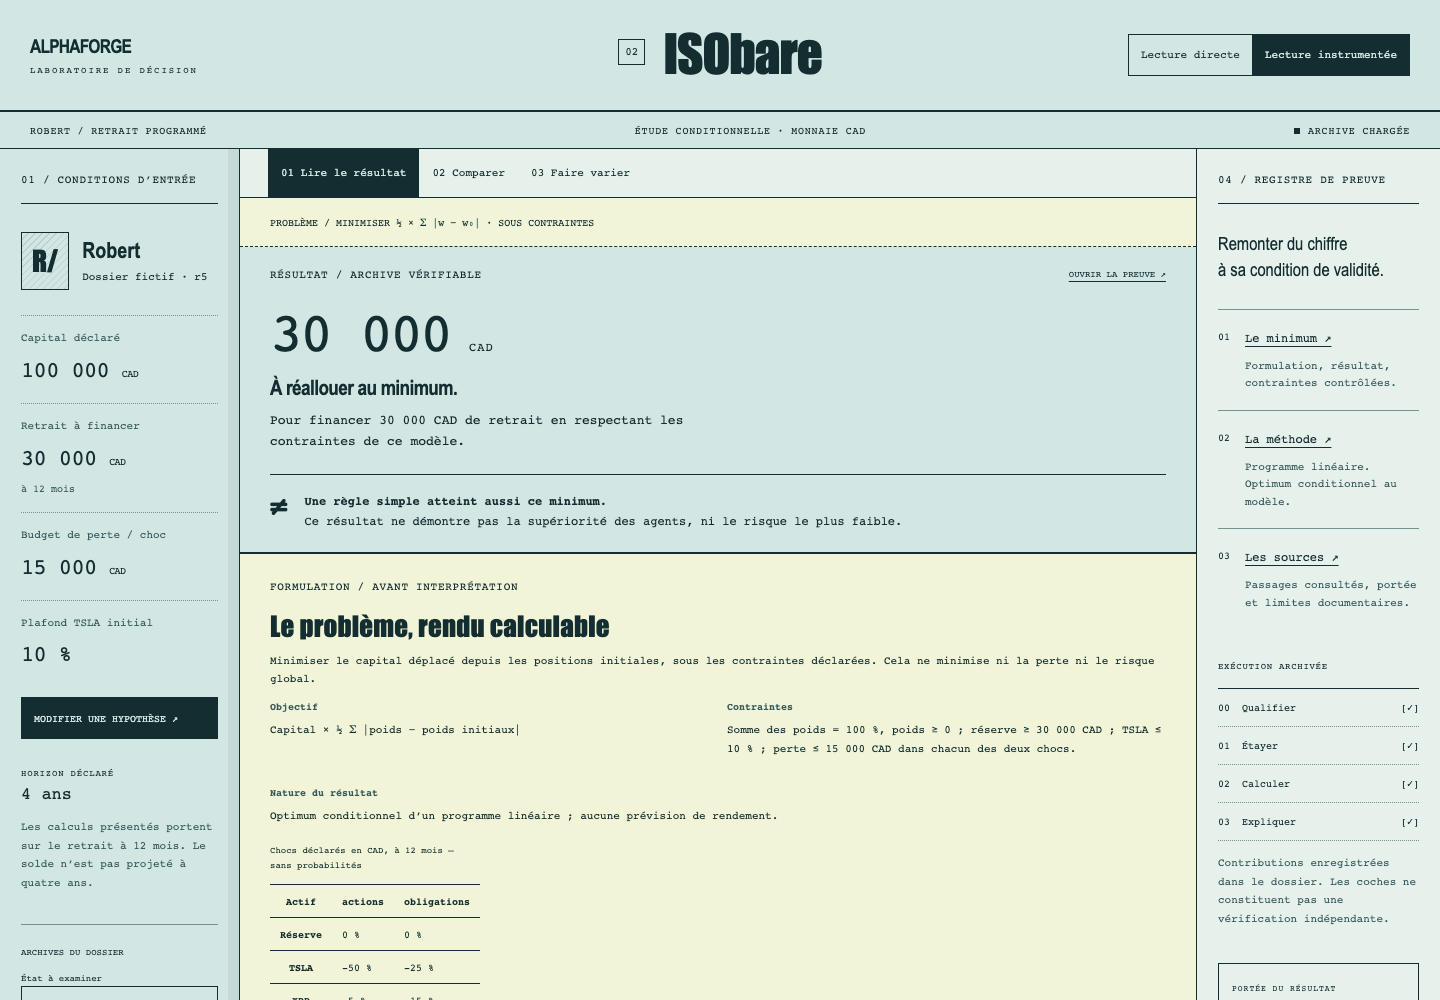 ALPHAFORGE
LABORATOIRE DE DÉCISION
02
ISObare
Lecture directe
Lecture instrumentée
ROBERT / RETRAIT PROGRAMMÉ
ÉTUDE CONDITIONNELLE · MONNAIE CAD
■ ARCHIVE CHARGÉE
01 / CONDITIONS D’ENTRÉE
R/
Robert
Dossier fictif · r5
Capital déclaré
100 000 CAD
Retrait à financer
30 000 CAD
à 12 mois
Budget de perte / choc
15 000 CAD
Plafond TSLA initial
10 %
MODIFIER UNE HYPOTHÈSE ↗
HORIZON DÉCLARÉ
4 ans
Les calculs présentés portent
sur le retrait à 12 mois. Le
solde n’est pas projeté à
quatre ans.
ARCHIVES DU DOSSIER
État à examiner
01 Lire le résultat
02 Comparer
03 Faire varier
PROBLÈME / MINIMISER ½ × Σ |w − w₀| · SOUS CONTRAINTES
RÉSULTAT / ARCHIVE VÉRIFIABLE
OUVRIR LA PREUVE ↗
30 000 CAD
À réallouer au minimum.
Pour financer 30 000 CAD de retrait en respectant les
contraintes de ce modèle.
≠
Une règle simple atteint aussi ce minimum.
Ce résultat ne démontre pas la supériorité des agents, ni le risque le plus faible.
FORMULATION / AVANT INTERPRÉTATION
Le problème, rendu calculable
Minimiser le capital déplacé depuis les positions initiales, sous les contraintes déclarées. Cela ne minimise ni la perte ni le risque
global.
Objectif
Capital × ½ Σ |poids − poids initiaux|
Contraintes
Somme des poids = 100 %, poids ≥ 0 ; réserve ≥ 30 000 CAD ; TSLA ≤
10 % ; perte ≤ 15 000 CAD dans chacun des deux chocs.
Nature du résultat
Optimum conditionnel d’un programme linéaire ; aucune prévision de rendement.
Chocs déclarés en CAD, à 12 mois —
sans probabilités
Actif actions obligations
Réserve 0 % 0 %
TSLA −50 % −25 %
04 / REGISTRE DE PREUVE
Remonter du chiffre
à sa condition de validité.
01 Le minimum ↗
Formulation, résultat,
contraintes contrôlées.
02 La méthode ↗
Programme linéaire.
Optimum conditionnel au
modèle.
03 Les sources ↗
Passages consultés, portée
et limites documentaires.
EXÉCUTION ARCHIVÉE
00 Qualifier [✓]
01 Étayer [✓]
02 Calculer [✓]
03 Expliquer [✓]
Contributions enregistrées
dans le dossier. Les coches ne
constituent pas une
vérification indépendante.
PORTÉE DU RÉSULTAT